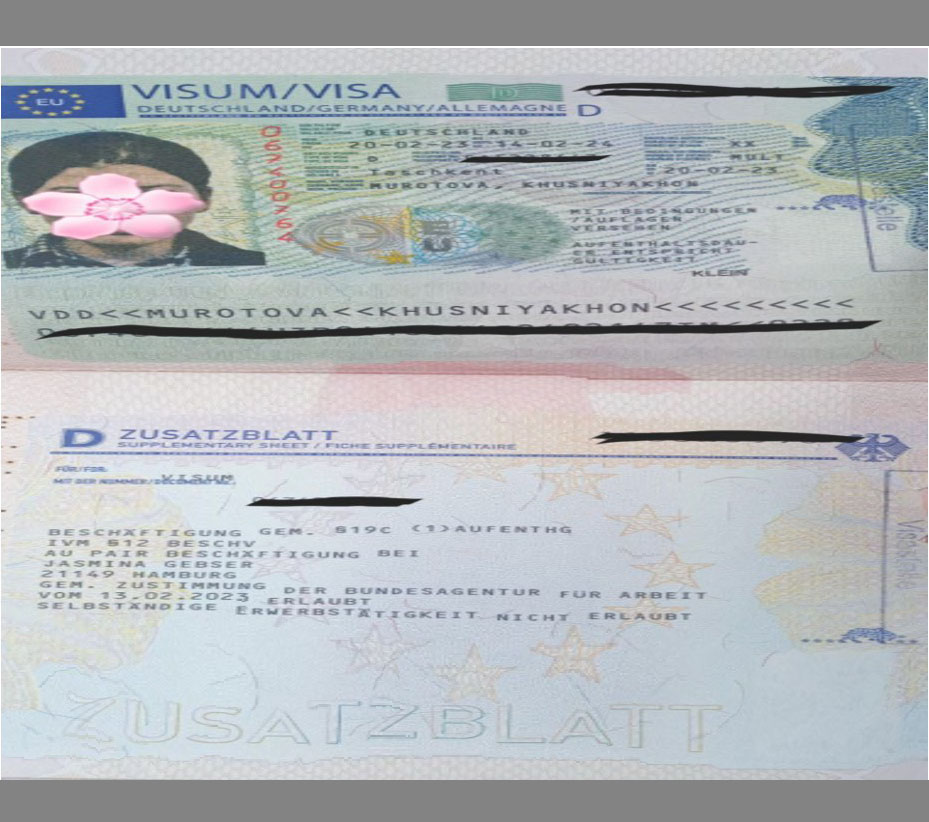 EU
VISUM/VISA
D
DEUTSCHLAND/GERMANY/ALLEMAGNE D
DEUTSCHLAND
20-02-23 14-02-24 XX
D MULT
Taschkent 20-02-23
MUROTOVA, KHUSNIYAKHON
MIT BEDINGUNGEN
/AUFLAGEN
VERSEHEN
AUFENTHALTSDAU-
ER ENTSPRICHT
GÜLTIGKEIT
KLEIN
VDD<<MUROTOVA<<KHUSNIYAKHON<<<<<<<<<
D ZUSATZBLATT
SUPPLEMENTARY SHEET / FICHE SUPPLÉMENTAIRE
FÜR/FOR: VISUM
MIT DER NUMMER/DOCUMENT NO.:
BESCHÄFTIGUNG GEM. §19C (1)AUFENTHG
IVM §12 BESCHV
AU PAIR BESCHÄFTIGUNG BEI
JASMINA GEBSER
21149 HAMBURG
GEM. ZUSTIMMUNG DER BUNDESAGENTUR FÜR ARBEIT
VOM 13.02.2023 ERLAUBT
SELBSTÄNDIGE ERWERBSTÄTIGKEIT NICHT ERLAUBT
ZUSATZBLATT